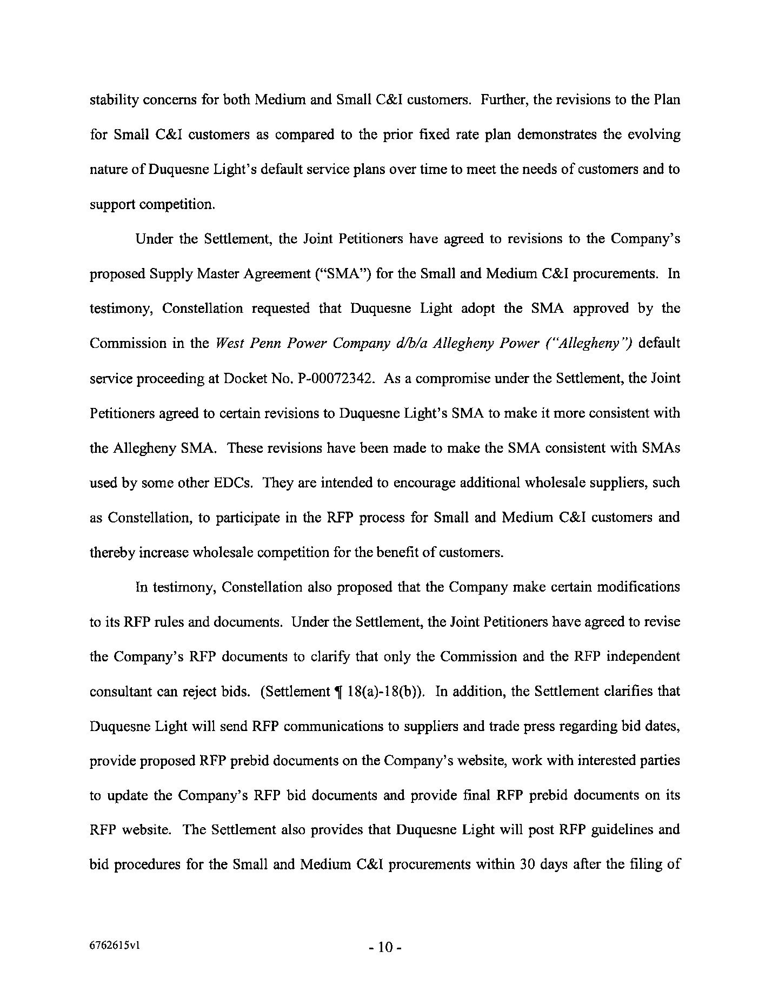 stability concerns for both Medium and Small C&I customers. Further, the revisions to the Plan
for Small C&I customers as compared to the prior fixed rate plan demonstrates the evolving
nature of Duquesne Light's default service plans over time to meet the needs of customers and to
support competition.
Under the Settlement, the Joint Petitioners have agreed to revisions to the Company's
proposed Supply Master Agreement (“SMA”) for the Small and Medium C&I procurements. In
testimony, Constellation requested that Duquesne Light adopt the SMA approved by the
Commission in the West Penn Power Company d/b/a Allegheny Power (“Allegheny”) default
service proceeding at Docket No. P-00072342. As a compromise under the Settlement, the Joint
Petitioners agreed to certain revisions to Duquesne Light's SMA to make it more consistent with
the Allegheny SMA. These revisions have been made to make the SMA consistent with SMAs
used by some other EDCs. They are intended to encourage additional wholesale suppliers, such
as Constellation, to participate in the RFP process for Small and Medium C&I customers and
thereby increase wholesale competition for the benefit of customers.
In testimony, Constellation also proposed that the Company make certain modifications
to its RFP rules and documents. Under the Settlement, the Joint Petitioners have agreed to revise
the Company's RFP documents to clarify that only the Commission and the RFP independent
consultant can reject bids. (Settlement ¶ 18(a)-18(b)). In addition, the Settlement clarifies that
Duquesne Light will send RFP communications to suppliers and trade press regarding bid dates,
provide proposed RFP prebid documents on the Company's website, work with interested parties
to update the Company's RFP bid documents and provide final RFP prebid documents on its
RFP website. The Settlement also provides that Duquesne Light will post RFP guidelines and
bid procedures for the Small and Medium C&I procurements within 30 days after the filing of
6762615v1
- 10 -